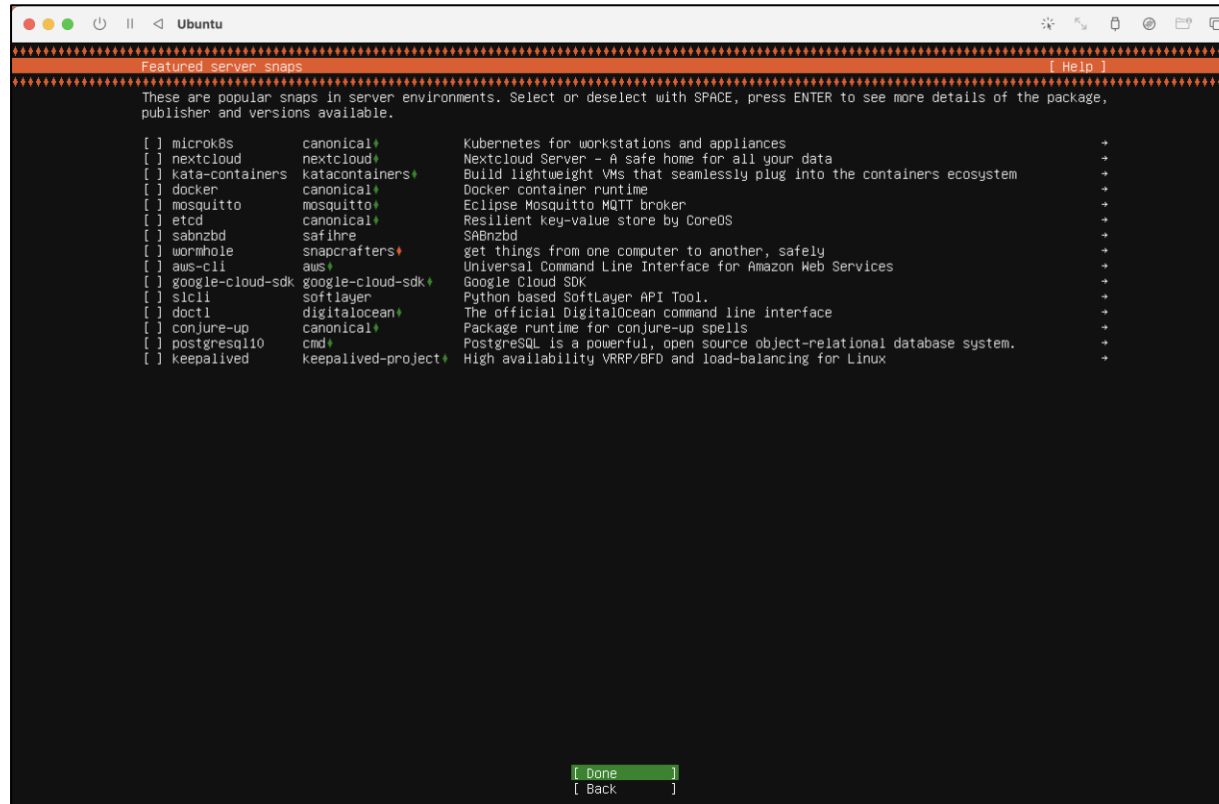 Ubuntu
Featured server snaps [ Help ]
These are popular snaps in server environments. Select or deselect with SPACE, press ENTER to see more details of the package,
publisher and versions available.
[ ] microk8s canonical Kubernetes for workstations and appliances
[ ] nextcloud nextcloud Nextcloud Server – A safe home for all your data
[ ] kata-containers katacontainers Build lightweight VMs that seamlessly plug into the containers ecosystem
[ ] docker canonical Docker container runtime
[ ] mosquitto mosquitto Eclipse Mosquitto MQTT broker
[ ] etcd canonical Resilient key-value store by CoreOS
[ ] sabnzbd safihre SABnzbd
[ ] wormhole snapcrafters get things from one computer to another, safely
[ ] aws-cli aws Universal Command Line Interface for Amazon Web Services
[ ] google-cloud-sdk google-cloud-sdk Google Cloud SDK
[ ] slcli softlayer Python based SoftLayer API Tool.
[ ] doctl digitalocean The official DigitalOcean command line interface
[ ] conjure-up canonical Package runtime for conjure-up spells
[ ] postgresql10 cmd PostgreSQL is a powerful, open source object-relational database system.
[ ] keepalived keepalived-project High availability VRRP/BFD and load-balancing for Linux
[ Done ]
[ Back ]